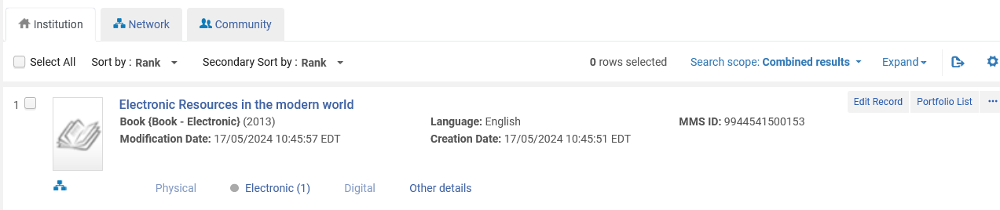 Institution Network Community
Select All Sort by : Rank Secondary Sort by : Rank 0 rows selected Search scope: Combined results Expand
1 Electronic Resources in the modern world Edit Record Portfolio List ...
Book {Book - Electronic} (2013) Language: English MMS ID: 9944541500153
Modification Date: 17/05/2024 10:45:57 EDT Creation Date: 17/05/2024 10:45:51 EDT
Physical Electronic (1) Digital Other details